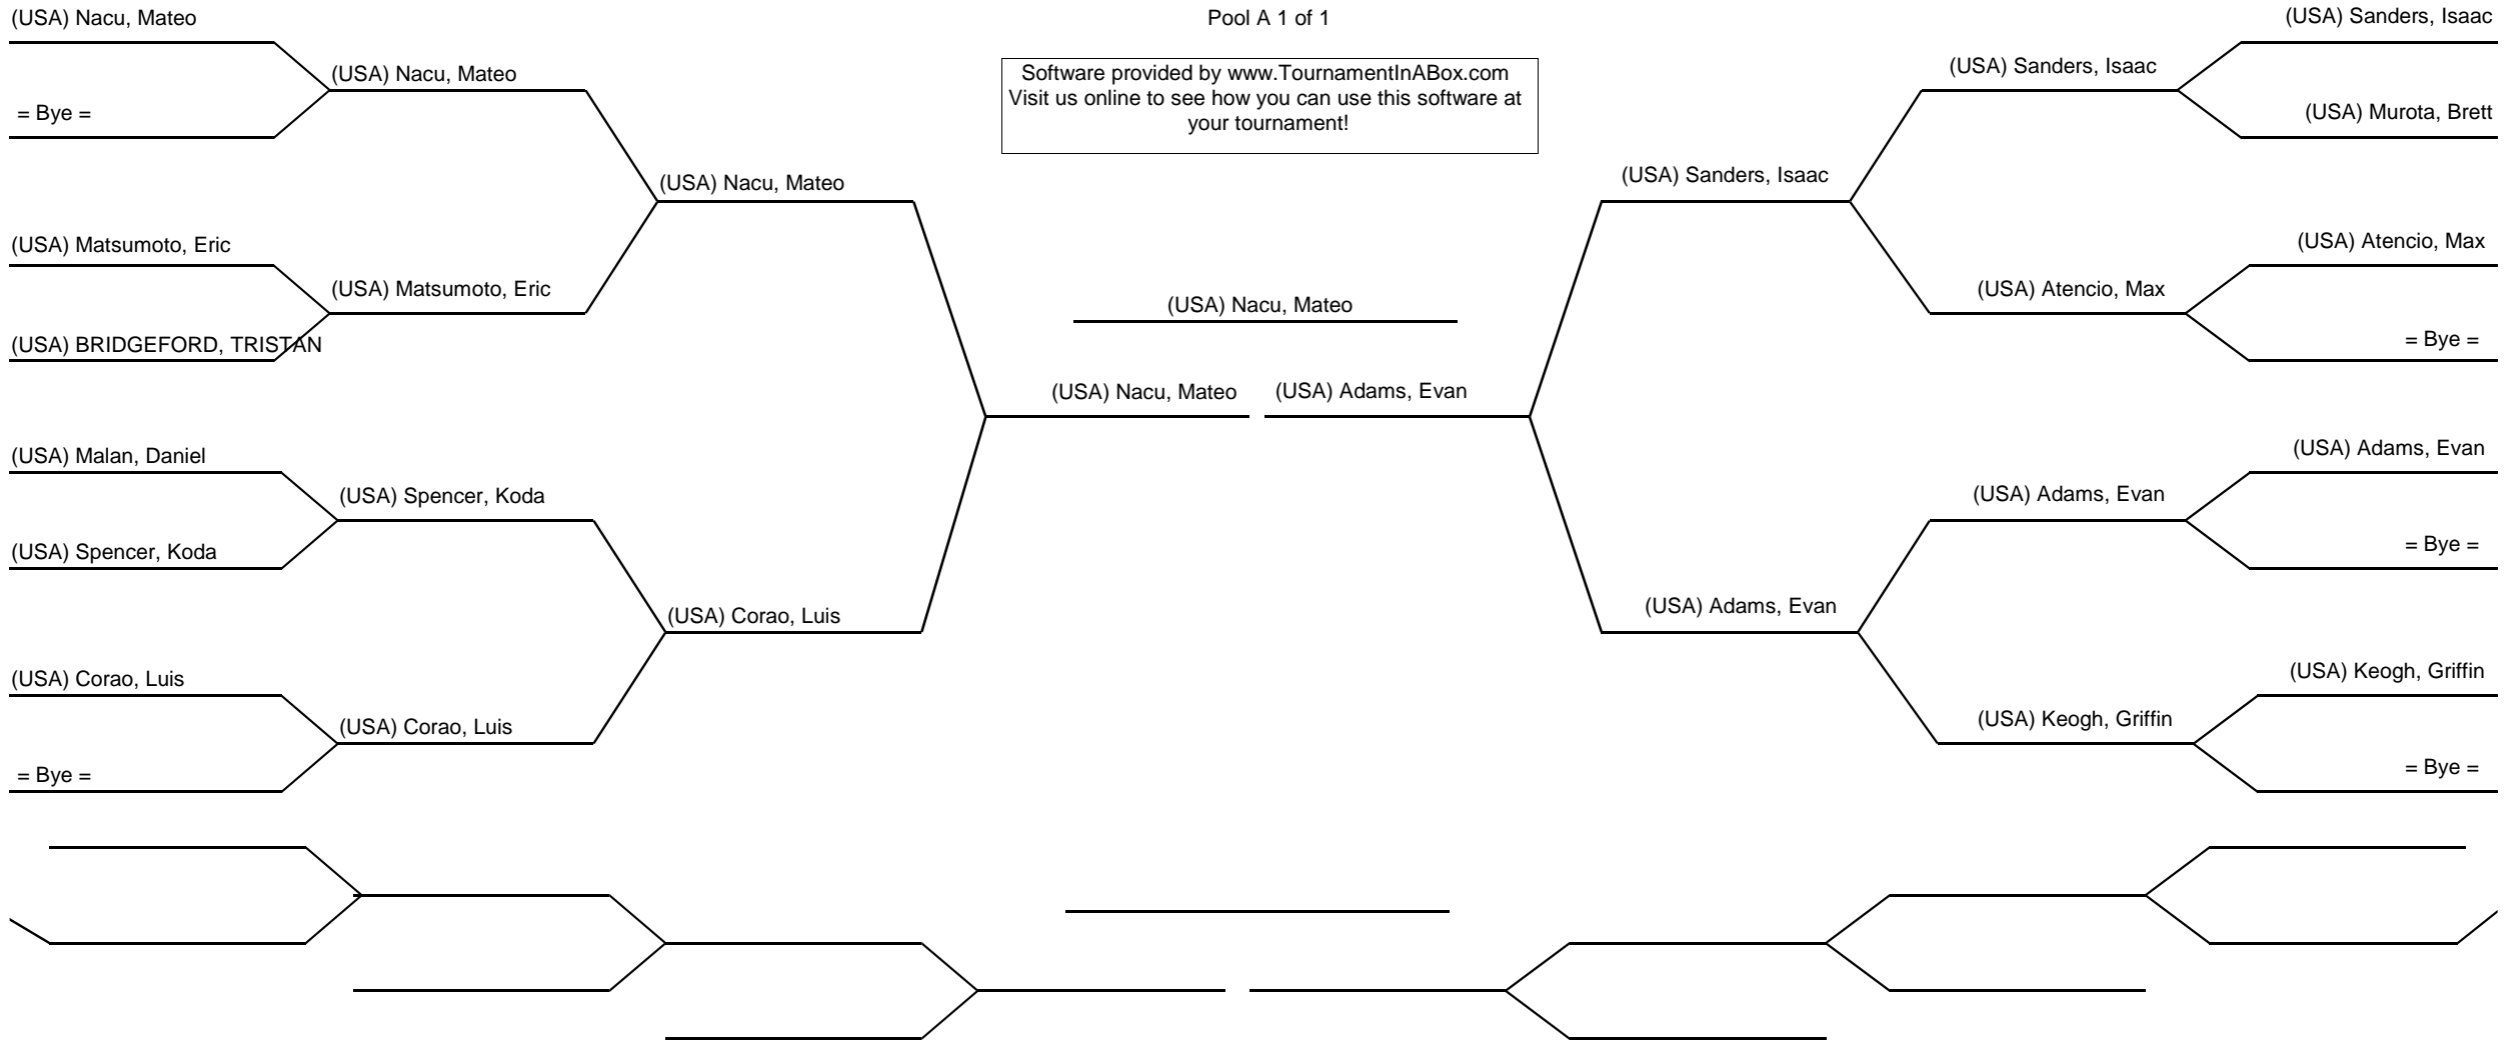 (USA) Nacu, Mateo
= Bye =
(USA) Matsumoto, Eric
(USA) BRIDGEFORD, TRISTAN
(USA) Malan, Daniel
(USA) Spencer, Koda
(USA) Corao, Luis
= Bye =
(USA) Nacu, Mateo
(USA) Matsumoto, Eric
(USA) Spencer, Koda
(USA) Corao, Luis
(USA) Nacu, Mateo
(USA) Corao, Luis
Pool A 1 of 1
Software provided by www.TournamentInABox.com
Visit us online to see how you can use this software at
your tournament!
(USA) Nacu, Mateo
(USA) Nacu, Mateo
(USA) Adams, Evan
(USA) Sanders, Isaac
(USA) Adams, Evan
(USA) Sanders, Isaac
(USA) Atencio, Max
(USA) Adams, Evan
(USA) Keogh, Griffin
(USA) Sanders, Isaac
(USA) Murota, Brett
(USA) Atencio, Max
= Bye =
(USA) Adams, Evan
= Bye =
(USA) Keogh, Griffin
= Bye =